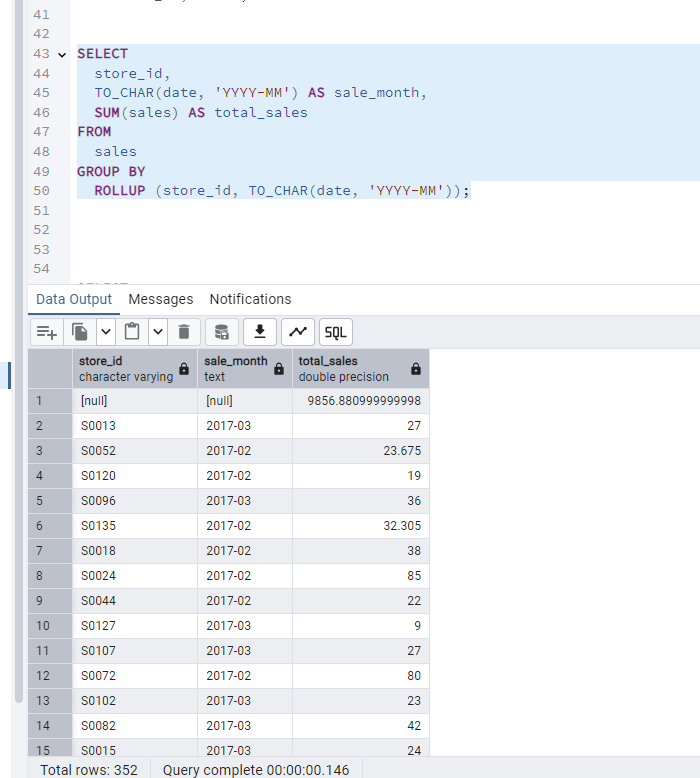 41
42
43 SELECT
44 store_id,
45 TO_CHAR(date, 'YYYY-MM') AS sale_month,
46 SUM(sales) AS total_sales
47 FROM
48 sales
49 GROUP BY
50 ROLLUP (store_id, TO_CHAR(date, 'YYYY-MM'));
51
52
53
54
Data Output Messages Notifications
SQL
store_id sale_month total_sales
character varying text double precision
1 [null] [null] 9856.880999999998
2 S0013 2017-03 27
3 S0052 2017-02 23.675
4 S0120 2017-02 19
5 S0096 2017-03 36
6 S0135 2017-02 32.305
7 S0018 2017-02 38
8 S0024 2017-02 85
9 S0044 2017-02 22
10 S0127 2017-03 9
11 S0107 2017-03 27
12 S0072 2017-02 80
13 S0102 2017-03 23
14 S0082 2017-03 42
15 S0015 2017-03 24
Total rows: 352 Query complete 00:00:00.146